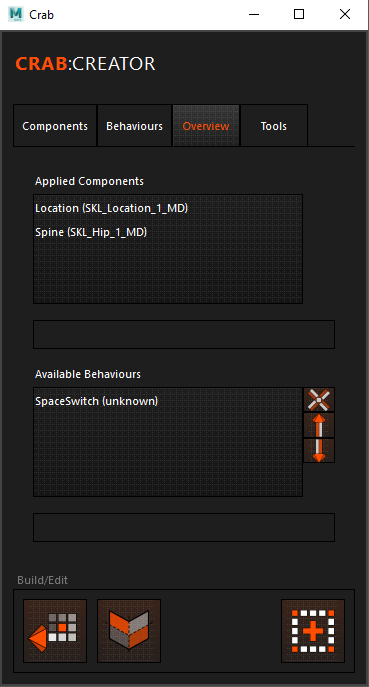 Crab
CRAB:CREATOR
Components Behaviours Overview Tools
Applied Components
Location (SKL_Location_1_MD)
Spine (SKL_Hip_1_MD)
Available Behaviours
SpaceSwitch (unknown)
Build/Edit